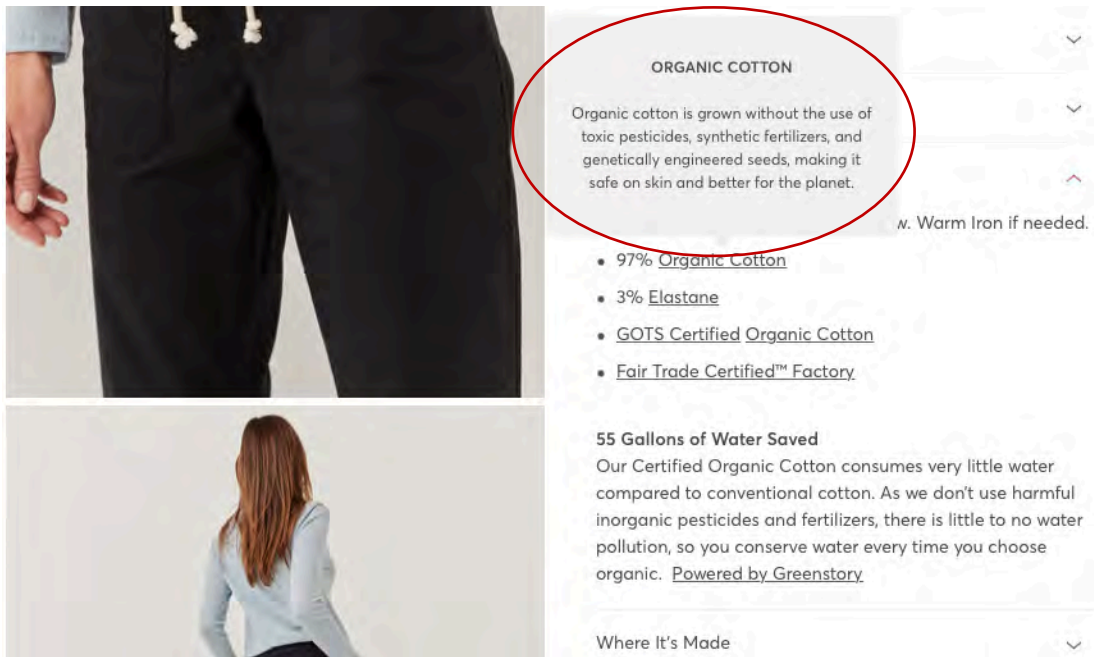 ORGANIC COTTON
Organic cotton is grown without the use of
toxic pesticides, synthetic fertilizers, and
genetically engineered seeds, making it
safe on skin and better for the planet.
Warm Iron if needed.
• 97% Organic Cotton
• 3% Elastane
• GOTS Certified Organic Cotton
• Fair Trade Certified™ Factory
55 Gallons of Water Saved
Our Certified Organic Cotton consumes very little water
compared to conventional cotton. As we don't use harmful
inorganic pesticides and fertilizers, there is little to no water
pollution, so you conserve water every time you choose
organic. Powered by Greenstory
Where It's Made